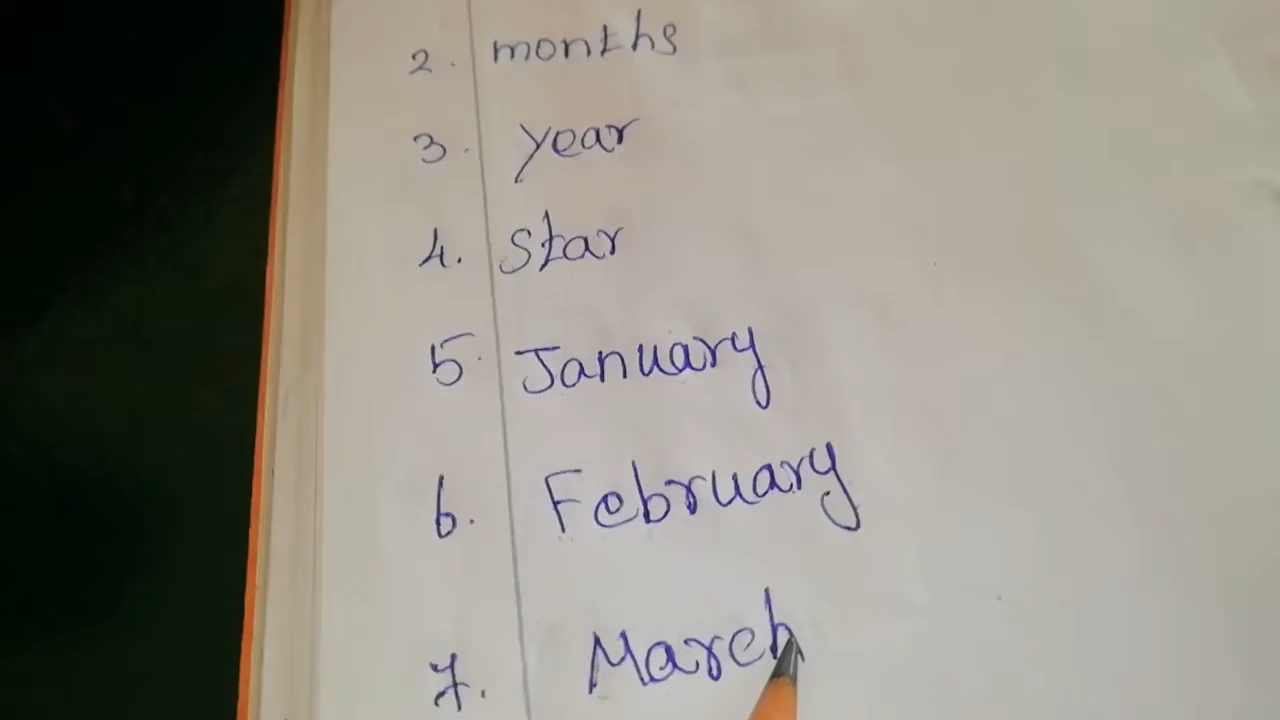 2. months
3. year
4. star
5. January
6. February
7. March